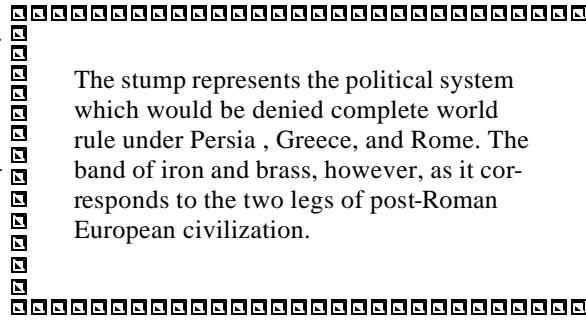 The stump represents the political system
which would be denied complete world
rule under Persia , Greece, and Rome. The
band of iron and brass, however, as it cor-
responds to the two legs of post-Roman
European civilization.